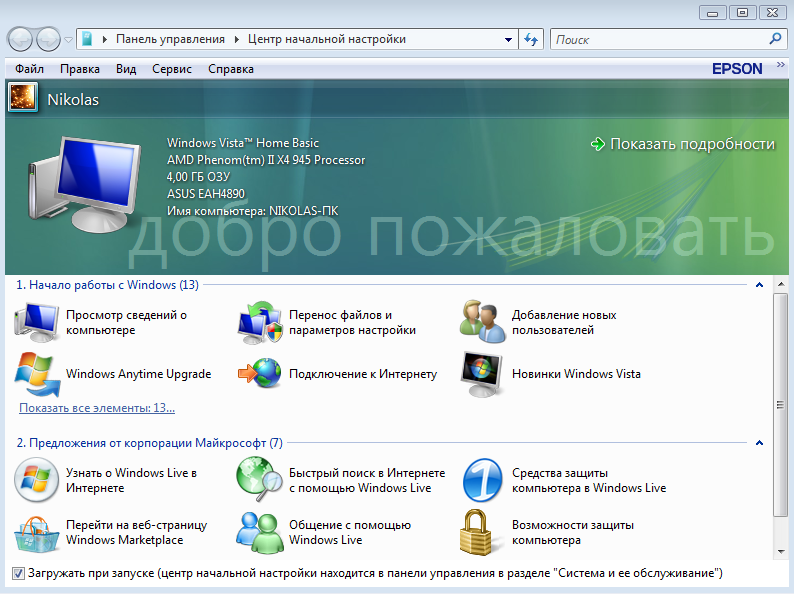 Панель управления
Центр начальной настройки
Поиск
Файл Правка Вид Сервис Справка
EPSON
Nikolas
Windows Vista™ Home Basic
AMD Phenom(tm) II X4 945 Processor
4,00 ГБ ОЗУ
ASUS EAH4890
Имя компьютера: NIKOLAS-ПК
Показать подробности
добро пожаловать
1. Начало работы с Windows (13)
Просмотр сведений о
компьютере
Перенос файлов и
параметров настройки
Добавление новых
пользователей
Windows Anytime Upgrade
Подключение к Интернету
Новинки Windows Vista
Показать все элементы: 13...
2. Предложения от корпорации Майкрософт (7)
Узнать о Windows Live в
Интернете
Быстрый поиск в Интернете
с помощью Windows Live
Средства защиты
компьютера в Windows Live
Перейти на веб-страницу
Windows Marketplace
Общение с помощью
Windows Live
Возможности защиты
компьютера
Загружать при запуске (центр начальной настройки находится в панели управления в разделе "Система и ее обслуживание")